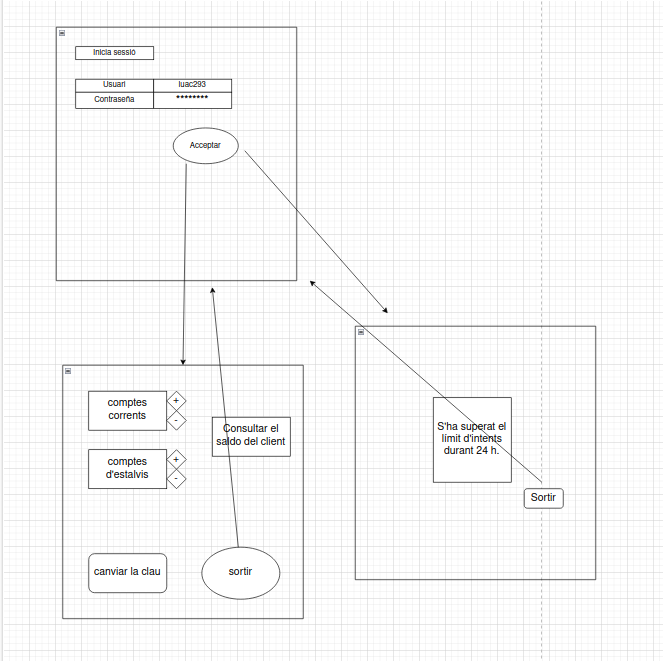 Inicia sessió
Usuari
luac293
Contraseña
********
Acceptar
comptes
corrents
+
-
Consultar el
saldo del client
comptes
d'estalvis
+
-
canviar la clau
sortir
S'ha superat el
límit d'intents
durant 24 h.
Sortir